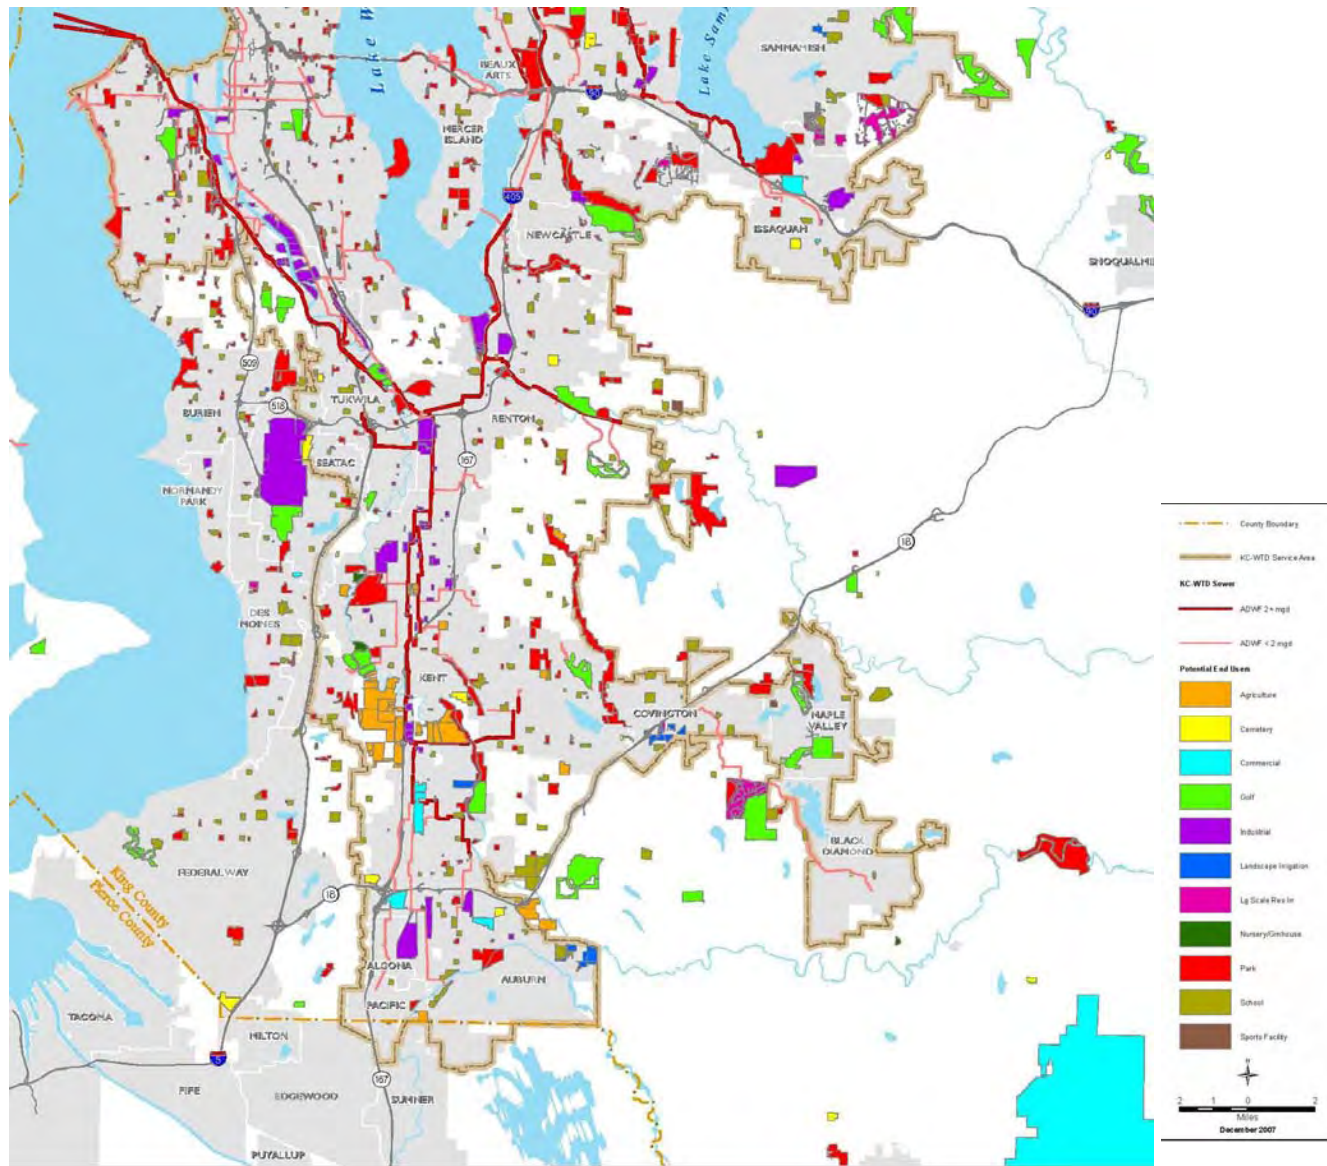 Lake W
Lake Sam
SAMMAMISH
BEAUX
ARTS
90
MERCER
ISLAND
405
NEWCASTLE
ISSAQUAH
SNOQUALMI
90
509
TUKWILA
518
BURIEN
RENTON
SEATAC
167
NORMANDY
PARK
18
DES
MOINES
KENT
COVINGTON
MAPLE
VALLEY
BLACK
DIAMOND
FEDERAL WAY
King County
Pierce County
18
ALGONA
AUBURN
PACIFIC
TACOMA
MILTON
5
FIFE
EDGEWOOD
167
SUMNER
PUYALLUP
County Boundary
KC-WTD Service Area
KC-WTD Sewer
ADWF 2+ mgd
ADWF < 2 mgd
Potential End Users
Agriculture
Cemetery
Commercial
Golf
Industrial
Landscape Irrigation
Lg Scale Res Irr
Nursery/Grnhouse
Park
School
Sports Facility
N
2 1 0 2
Miles
December 2007